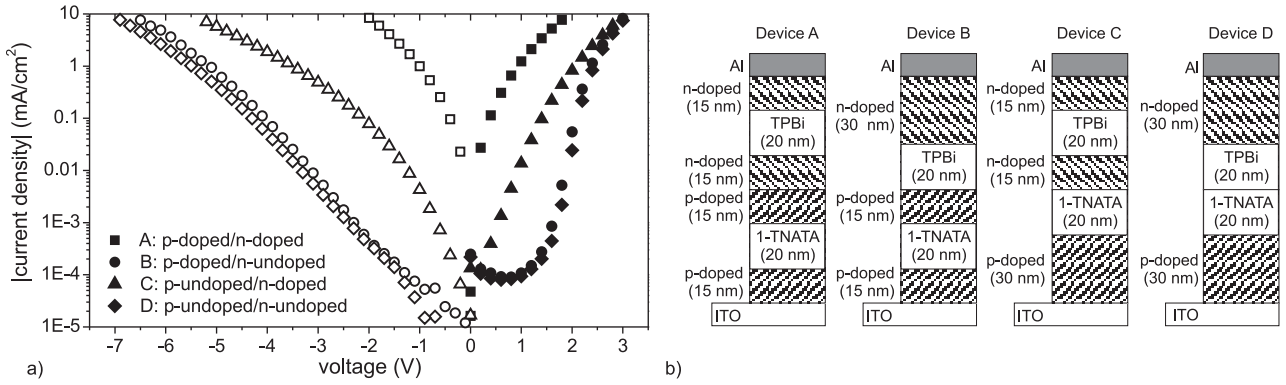 10
1
0.1
0.01
1E-3
1E-4
1E-5
|current density| (mA/cm²)
A: p-doped/n-doped
B: p-doped/n-undoped
C: p-undoped/n-doped
D: p-undoped/n-undoped
-7 -6 -5 -4 -3 -2 -1 0 1 2 3
voltage (V)
a)
Device A
Al
n-doped
(15 nm)
TPBi
(20 nm)
n-doped
(15 nm)
p-doped
(15 nm)
1-TNATA
(20 nm)
p-doped
(15 nm)
ITO
Device B
Al
n-doped
(30 nm)
TPBi
(20 nm)
p-doped
(15 nm)
1-TNATA
(20 nm)
p-doped
(15 nm)
ITO
Device C
Al
n-doped
(15 nm)
TPBi
(20 nm)
n-doped
(15 nm)
1-TNATA
(20 nm)
p-doped
(30 nm)
ITO
Device D
Al
n-doped
(30 nm)
TPBi
(20 nm)
1-TNATA
(20 nm)
p-doped
(30 nm)
ITO
b)